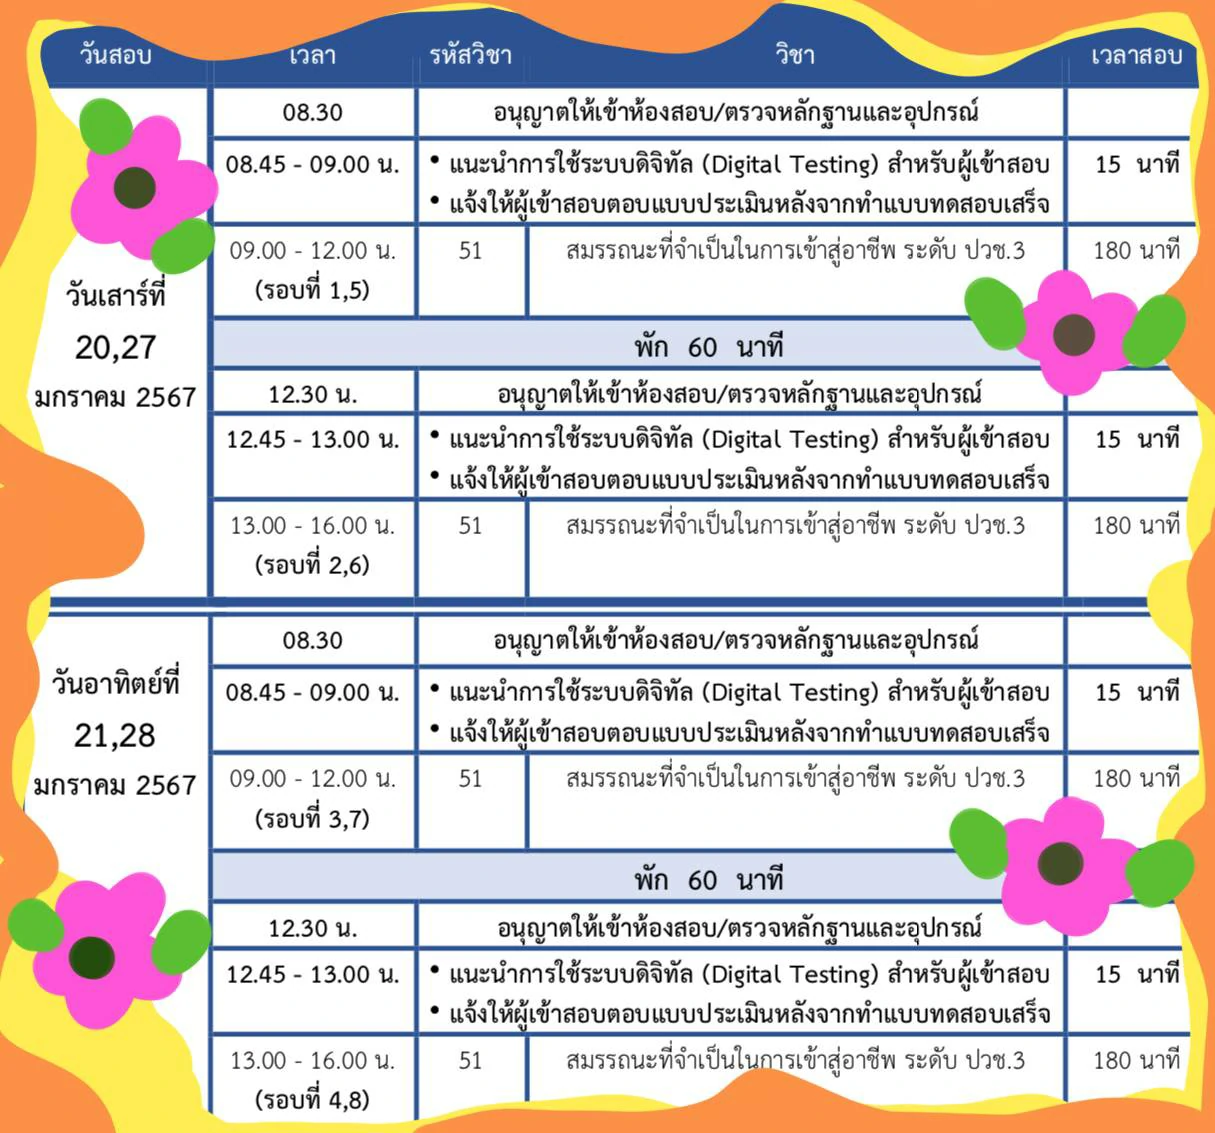 วันสอบ เวลา รหัสวิชา วิชา เวลาสอบ
08.30 อนุญาตให้เข้าห้องสอบ/ตรวจหลักฐานและอุปกรณ์
08.45 - 09.00 น. • แนะนำการใช้ระบบดิจิทัล (Digital Testing) สำหรับผู้เข้าสอบ 15 นาที
• แจ้งให้ผู้เข้าสอบตอบแบบประเมินหลังจากทำแบบทดสอบเสร็จ
09.00 - 12.00 น. 51 สมรรถนะที่จำเป็นในการเข้าสู่อาชีพ ระดับ ปวช.3 180 นาที
(รอบที่ 1,5)
วันเสาร์ที่
20,27
มกราคม 2567
พัก 60 นาที
12.30 น. อนุญาตให้เข้าห้องสอบ/ตรวจหลักฐานและอุปกรณ์
12.45 - 13.00 น. • แนะนำการใช้ระบบดิจิทัล (Digital Testing) สำหรับผู้เข้าสอบ 15 นาที
• แจ้งให้ผู้เข้าสอบตอบแบบประเมินหลังจากทำแบบทดสอบเสร็จ
13.00 - 16.00 น. 51 สมรรถนะที่จำเป็นในการเข้าสู่อาชีพ ระดับ ปวช.3 180 นาที
(รอบที่ 2,6)
08.30 อนุญาตให้เข้าห้องสอบ/ตรวจหลักฐานและอุปกรณ์
08.45 - 09.00 น. • แนะนำการใช้ระบบดิจิทัล (Digital Testing) สำหรับผู้เข้าสอบ 15 นาที
• แจ้งให้ผู้เข้าสอบตอบแบบประเมินหลังจากทำแบบทดสอบเสร็จ
วันอาทิตย์ที่
21,28
มกราคม 2567
09.00 - 12.00 น. 51 สมรรถนะที่จำเป็นในการเข้าสู่อาชีพ ระดับ ปวช.3 180 นาที
(รอบที่ 3,7)
พัก 60 นาที
12.30 น. อนุญาตให้เข้าห้องสอบ/ตรวจหลักฐานและอุปกรณ์
12.45 - 13.00 น. • แนะนำการใช้ระบบดิจิทัล (Digital Testing) สำหรับผู้เข้าสอบ 15 นาที
• แจ้งให้ผู้เข้าสอบตอบแบบประเมินหลังจากทำแบบทดสอบเสร็จ
13.00 - 16.00 น. 51 สมรรถนะที่จำเป็นในการเข้าสู่อาชีพ ระดับ ปวช.3 180 นาที
(รอบที่ 4,8)